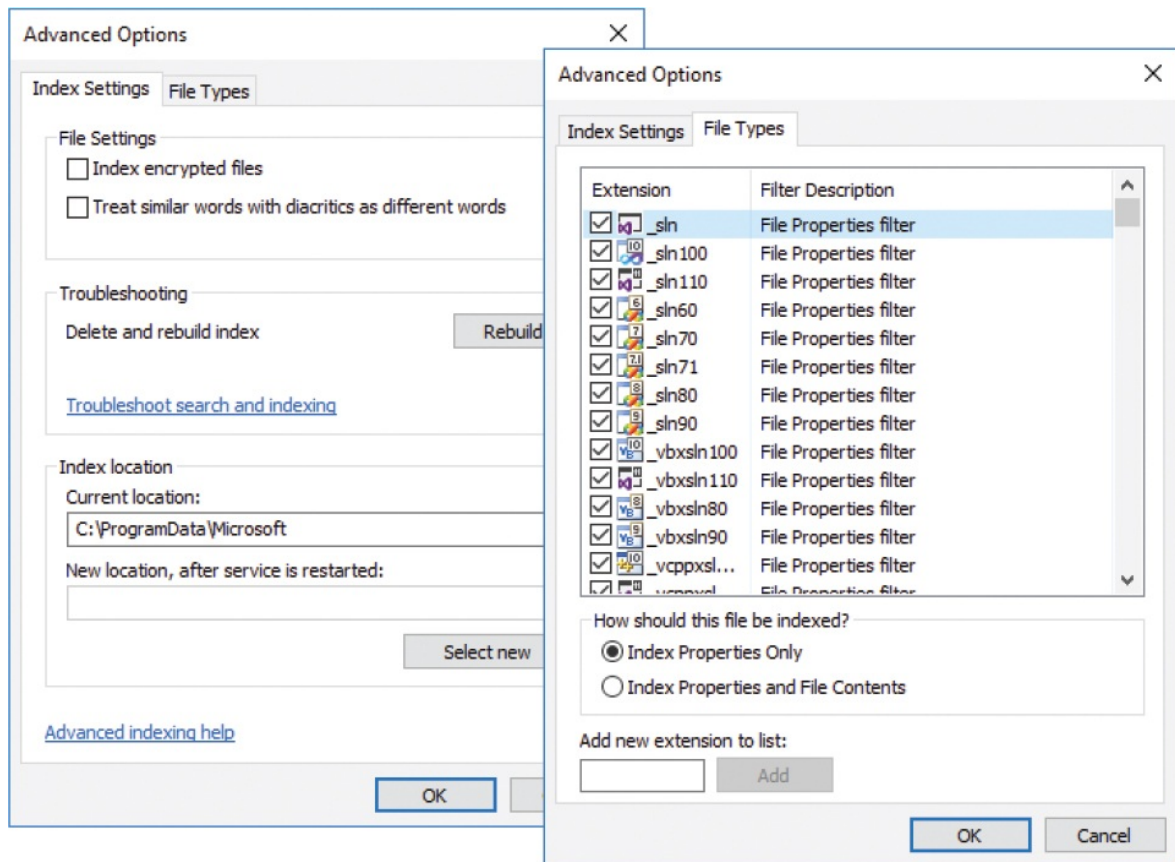 Advanced Options
Index Settings File Types
File Settings
Index encrypted files
Treat similar words with diacritics as different words
Troubleshooting
Delete and rebuild index Rebuild
Troubleshoot search and indexing
Index location
Current location:
C:\ProgramData\Microsoft
New location, after service is restarted:
Select new
Advanced indexing help
OK
Advanced Options
Index Settings File Types
Extension Filter Description
_sln File Properties filter
_sln100 File Properties filter
_sln110 File Properties filter
_sln60 File Properties filter
_sln70 File Properties filter
_sln71 File Properties filter
_sln80 File Properties filter
_sln90 File Properties filter
_vbxsln100 File Properties filter
_vbxsln110 File Properties filter
_vbxsln80 File Properties filter
_vbxsln90 File Properties filter
_vcppxsl... File Properties filter
How should this file be indexed?
Index Properties Only
Index Properties and File Contents
Add new extension to list:
Add
OK Cancel